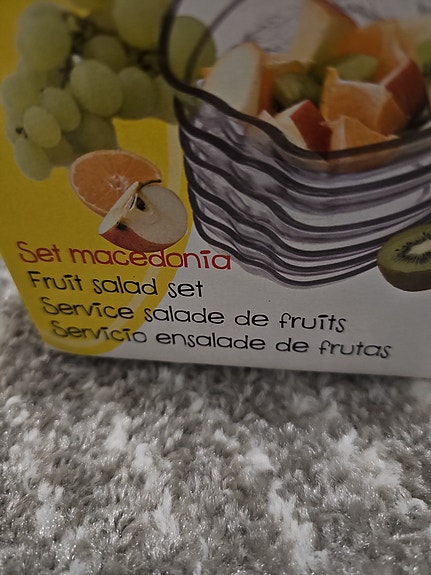 Set macedonia
Fruit salad set
Service salade de fruits
Servicio ensalade de frutas